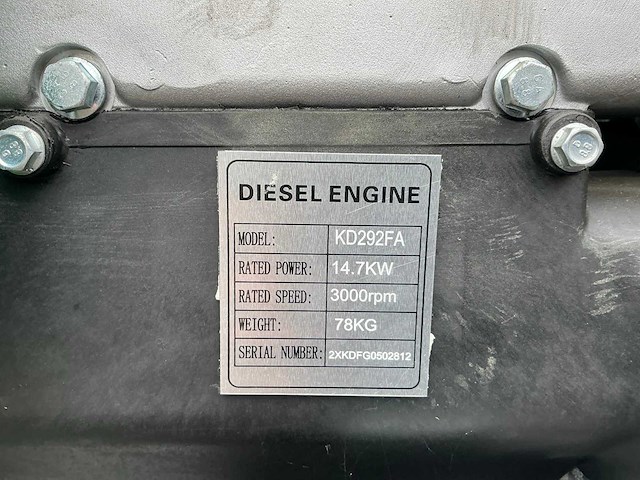 DIESEL ENGINE
MODEL: KD292FA
RATED POWER: 14.7KW
RATED SPEED: 3000rpm
WEIGHT: 78KG
SERIAL NUMBER: 2XKDFG0502812